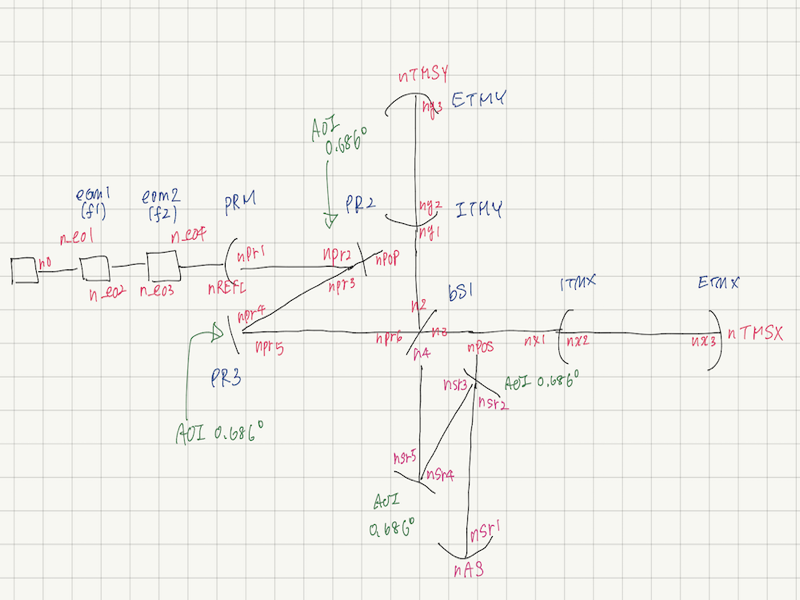 nTMSY
ny3
ETMY
AOI
0.686°
eom1
(f1)
eom2
(f2)
PRM
PR2
ny2
ITMY
ny1
n_eo1
n_eo4
n0
npr1
npr2
nPOP
n_eo2
n_eo3
nREFL
npr3
bS1
ITMX
ETMX
npr4
n2
npr5
npr6
n3
n4
nPOS
nx1
nx2
nx3
nTMSX
PR3
nsr3
AOI 0.686°
nsr2
AOI 0.686°
nsr5
nsr4
AOI
0.686°
nsr1
nAS